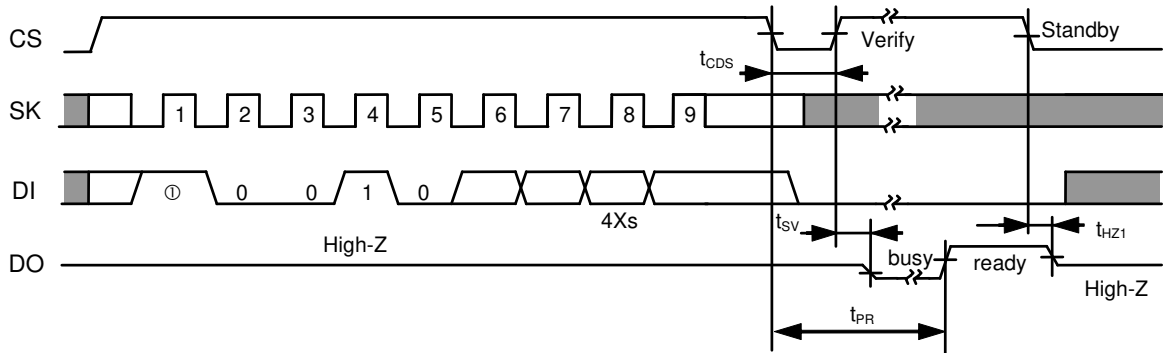 CS
Verify
Standby
tCDS
SK
1 2 3 4 5 6 7 8 9
DI
① 0 0 1 0
4Xs
tSV
tHZ1
High-Z
DO
busy
ready
High-Z
tPR